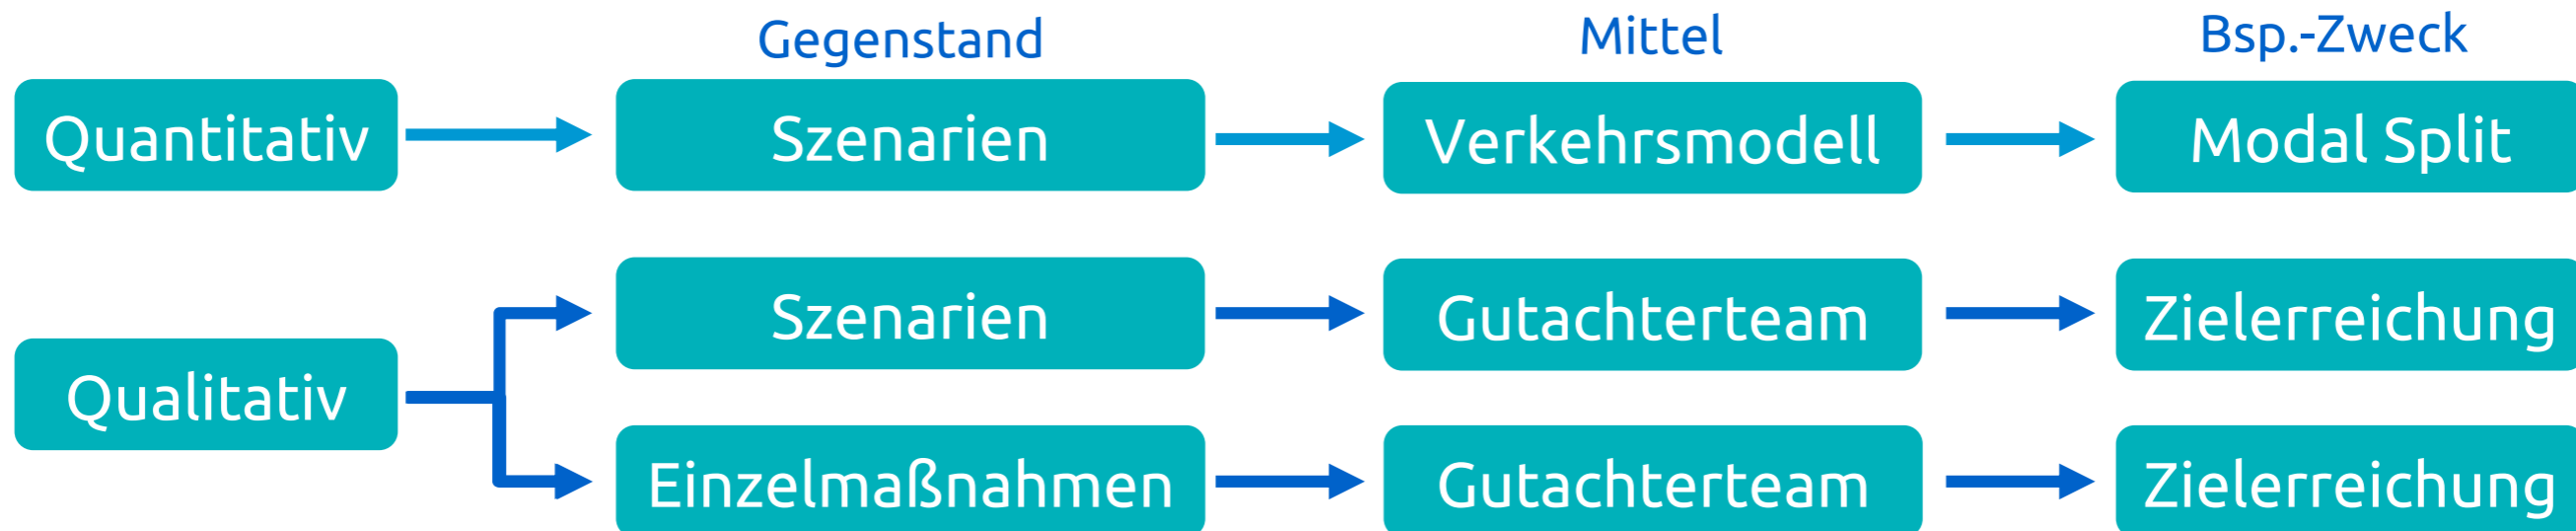 Gegenstand Mittel Bsp.-Zweck
Quantitativ Szenarien Verkehrsmodell Modal Split
Szenarien Gutachterteam Zielerreichung
Qualitativ
Einzelmaßnahmen Gutachterteam Zielerreichung